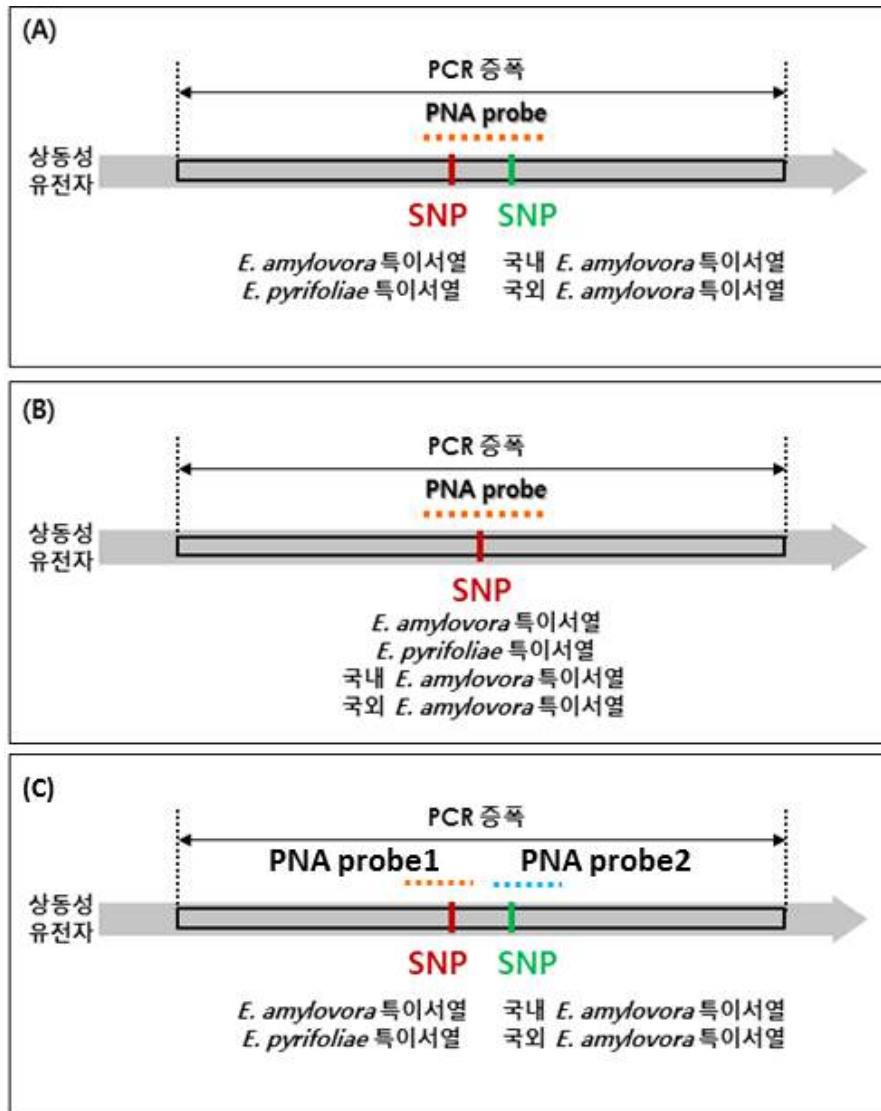 (A)
PCR 증폭
PNA probe
상동성
유전자
SNP SNP
E. amylovora 특이서열 국내 E. amylovora 특이서열
E. pyrifoliae 특이서열 국외 E. amylovora 특이서열
(B)
PCR 증폭
PNA probe
상동성
유전자
SNP
E. amylovora 특이서열
E. pyrifoliae 특이서열
국내 E. amylovora 특이서열
국외 E. amylovora 특이서열
(C)
PCR 증폭
PNA probe1 PNA probe2
상동성
유전자
SNP SNP
E. amylovora 특이서열 국내 E. amylovora 특이서열
E. pyrifoliae 특이서열 국외 E. amylovora 특이서열